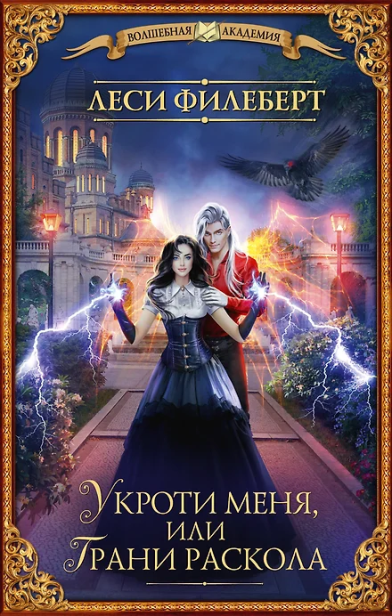 ВОЛШЕБНАЯ АКАДЕМИЯ
ЛЕСИ ФИЛЕБЕРТ
УКРОТИ МЕНЯ,
ИЛИ
ГРАНИ РАСКОЛА